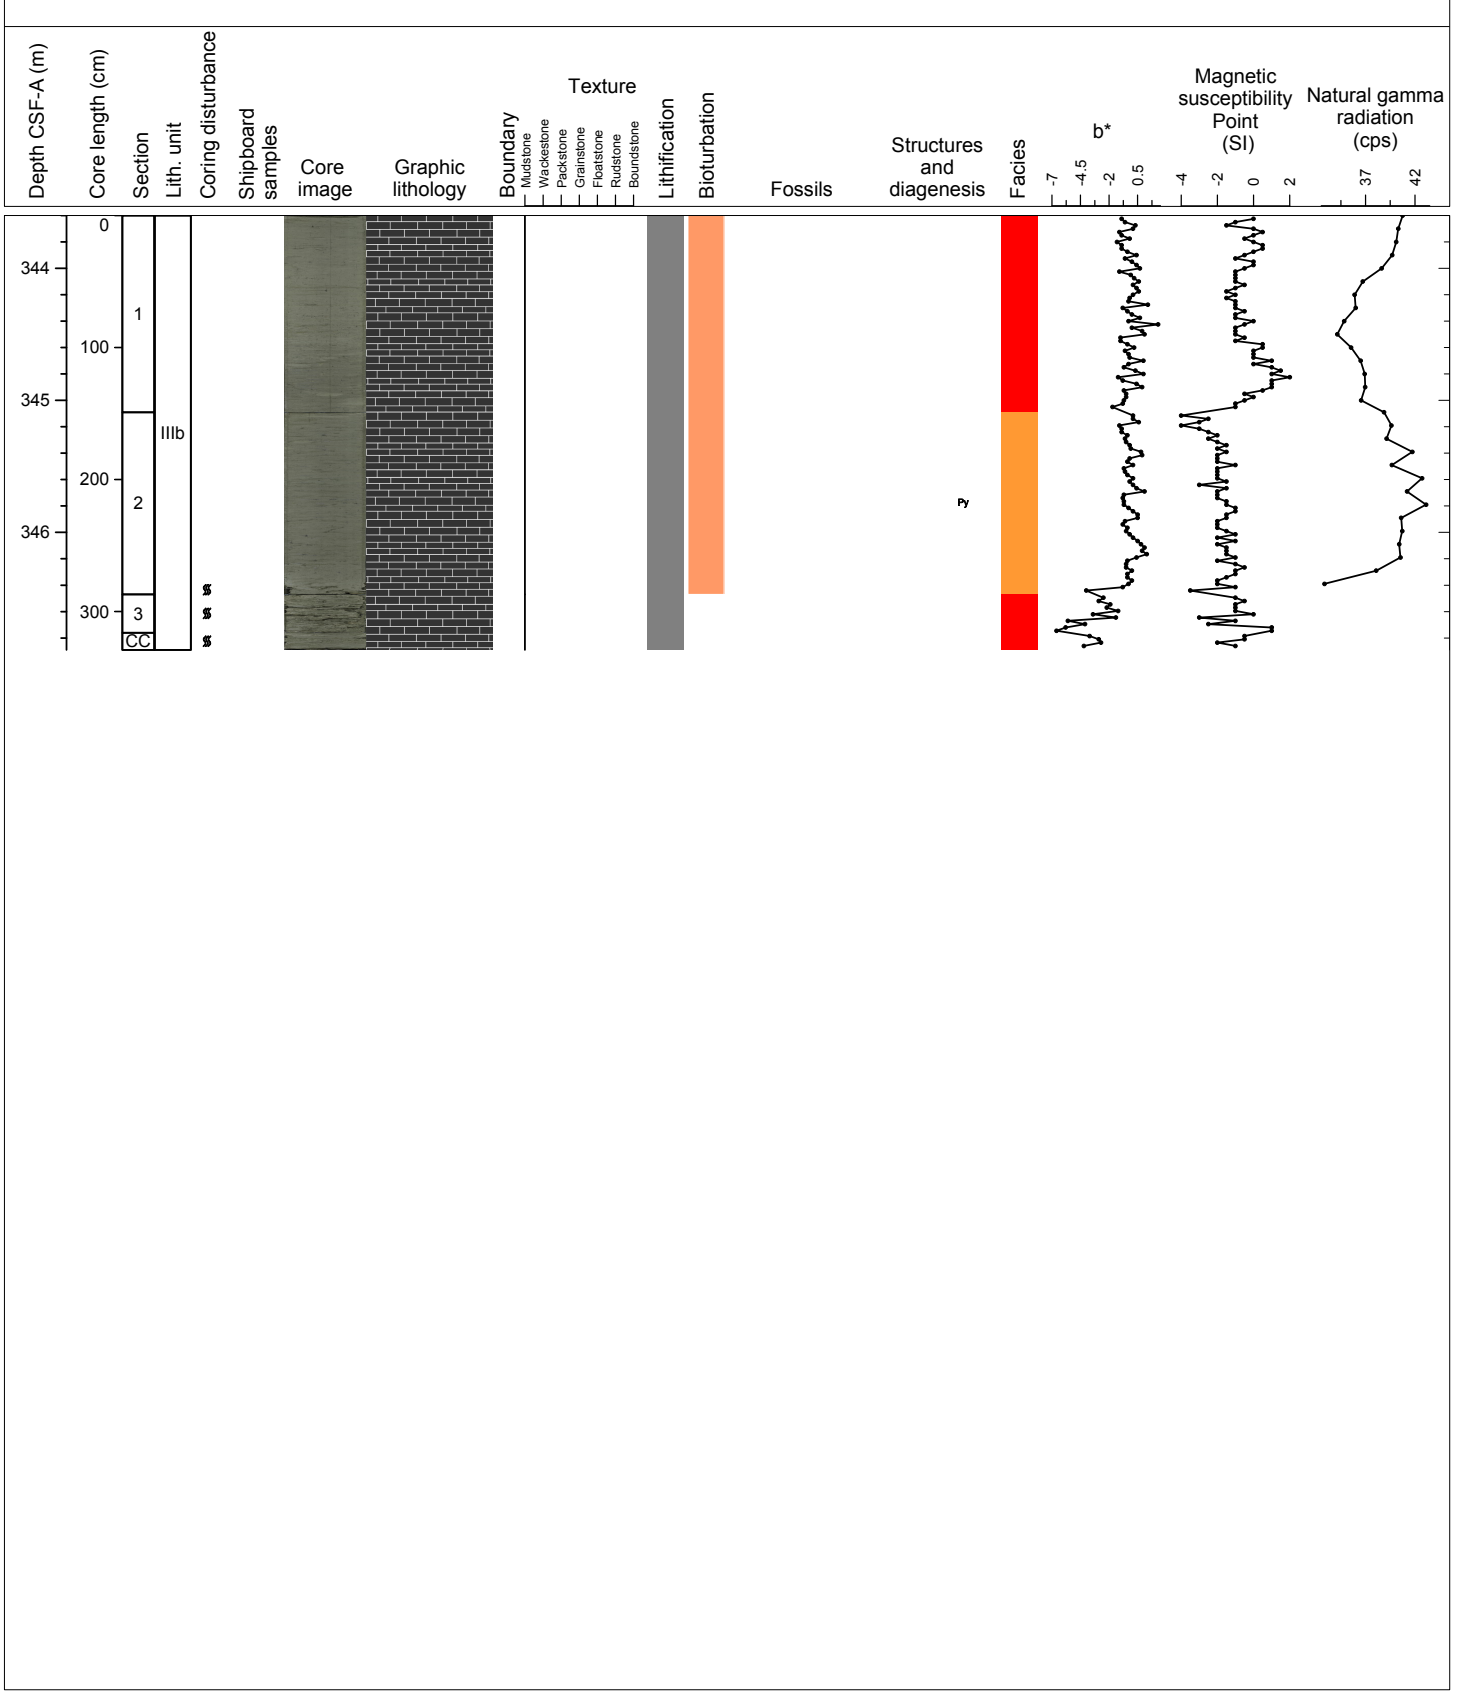 Depth CSF-A (m)
Core length (cm)
Section
Lith. unit
Coring disturbance
Shipboard
samples
Core
image
Graphic
lithology
Boundary
Texture
Mudstone
Wackestone
Packstone
Grainstone
Floatstone
Rudstone
Boundstone
Lithification
Bioturbation
Fossils
Structures
and
diagenesis
Facies
b*
-7
-4.5
-2
0.5
Magnetic
susceptibility
Point
(SI)
-4
-2
0
2
Natural gamma
radiation
(cps)
37
42
0
344
1
100
345
IIIb
200
2
Py
346
300
3
CC